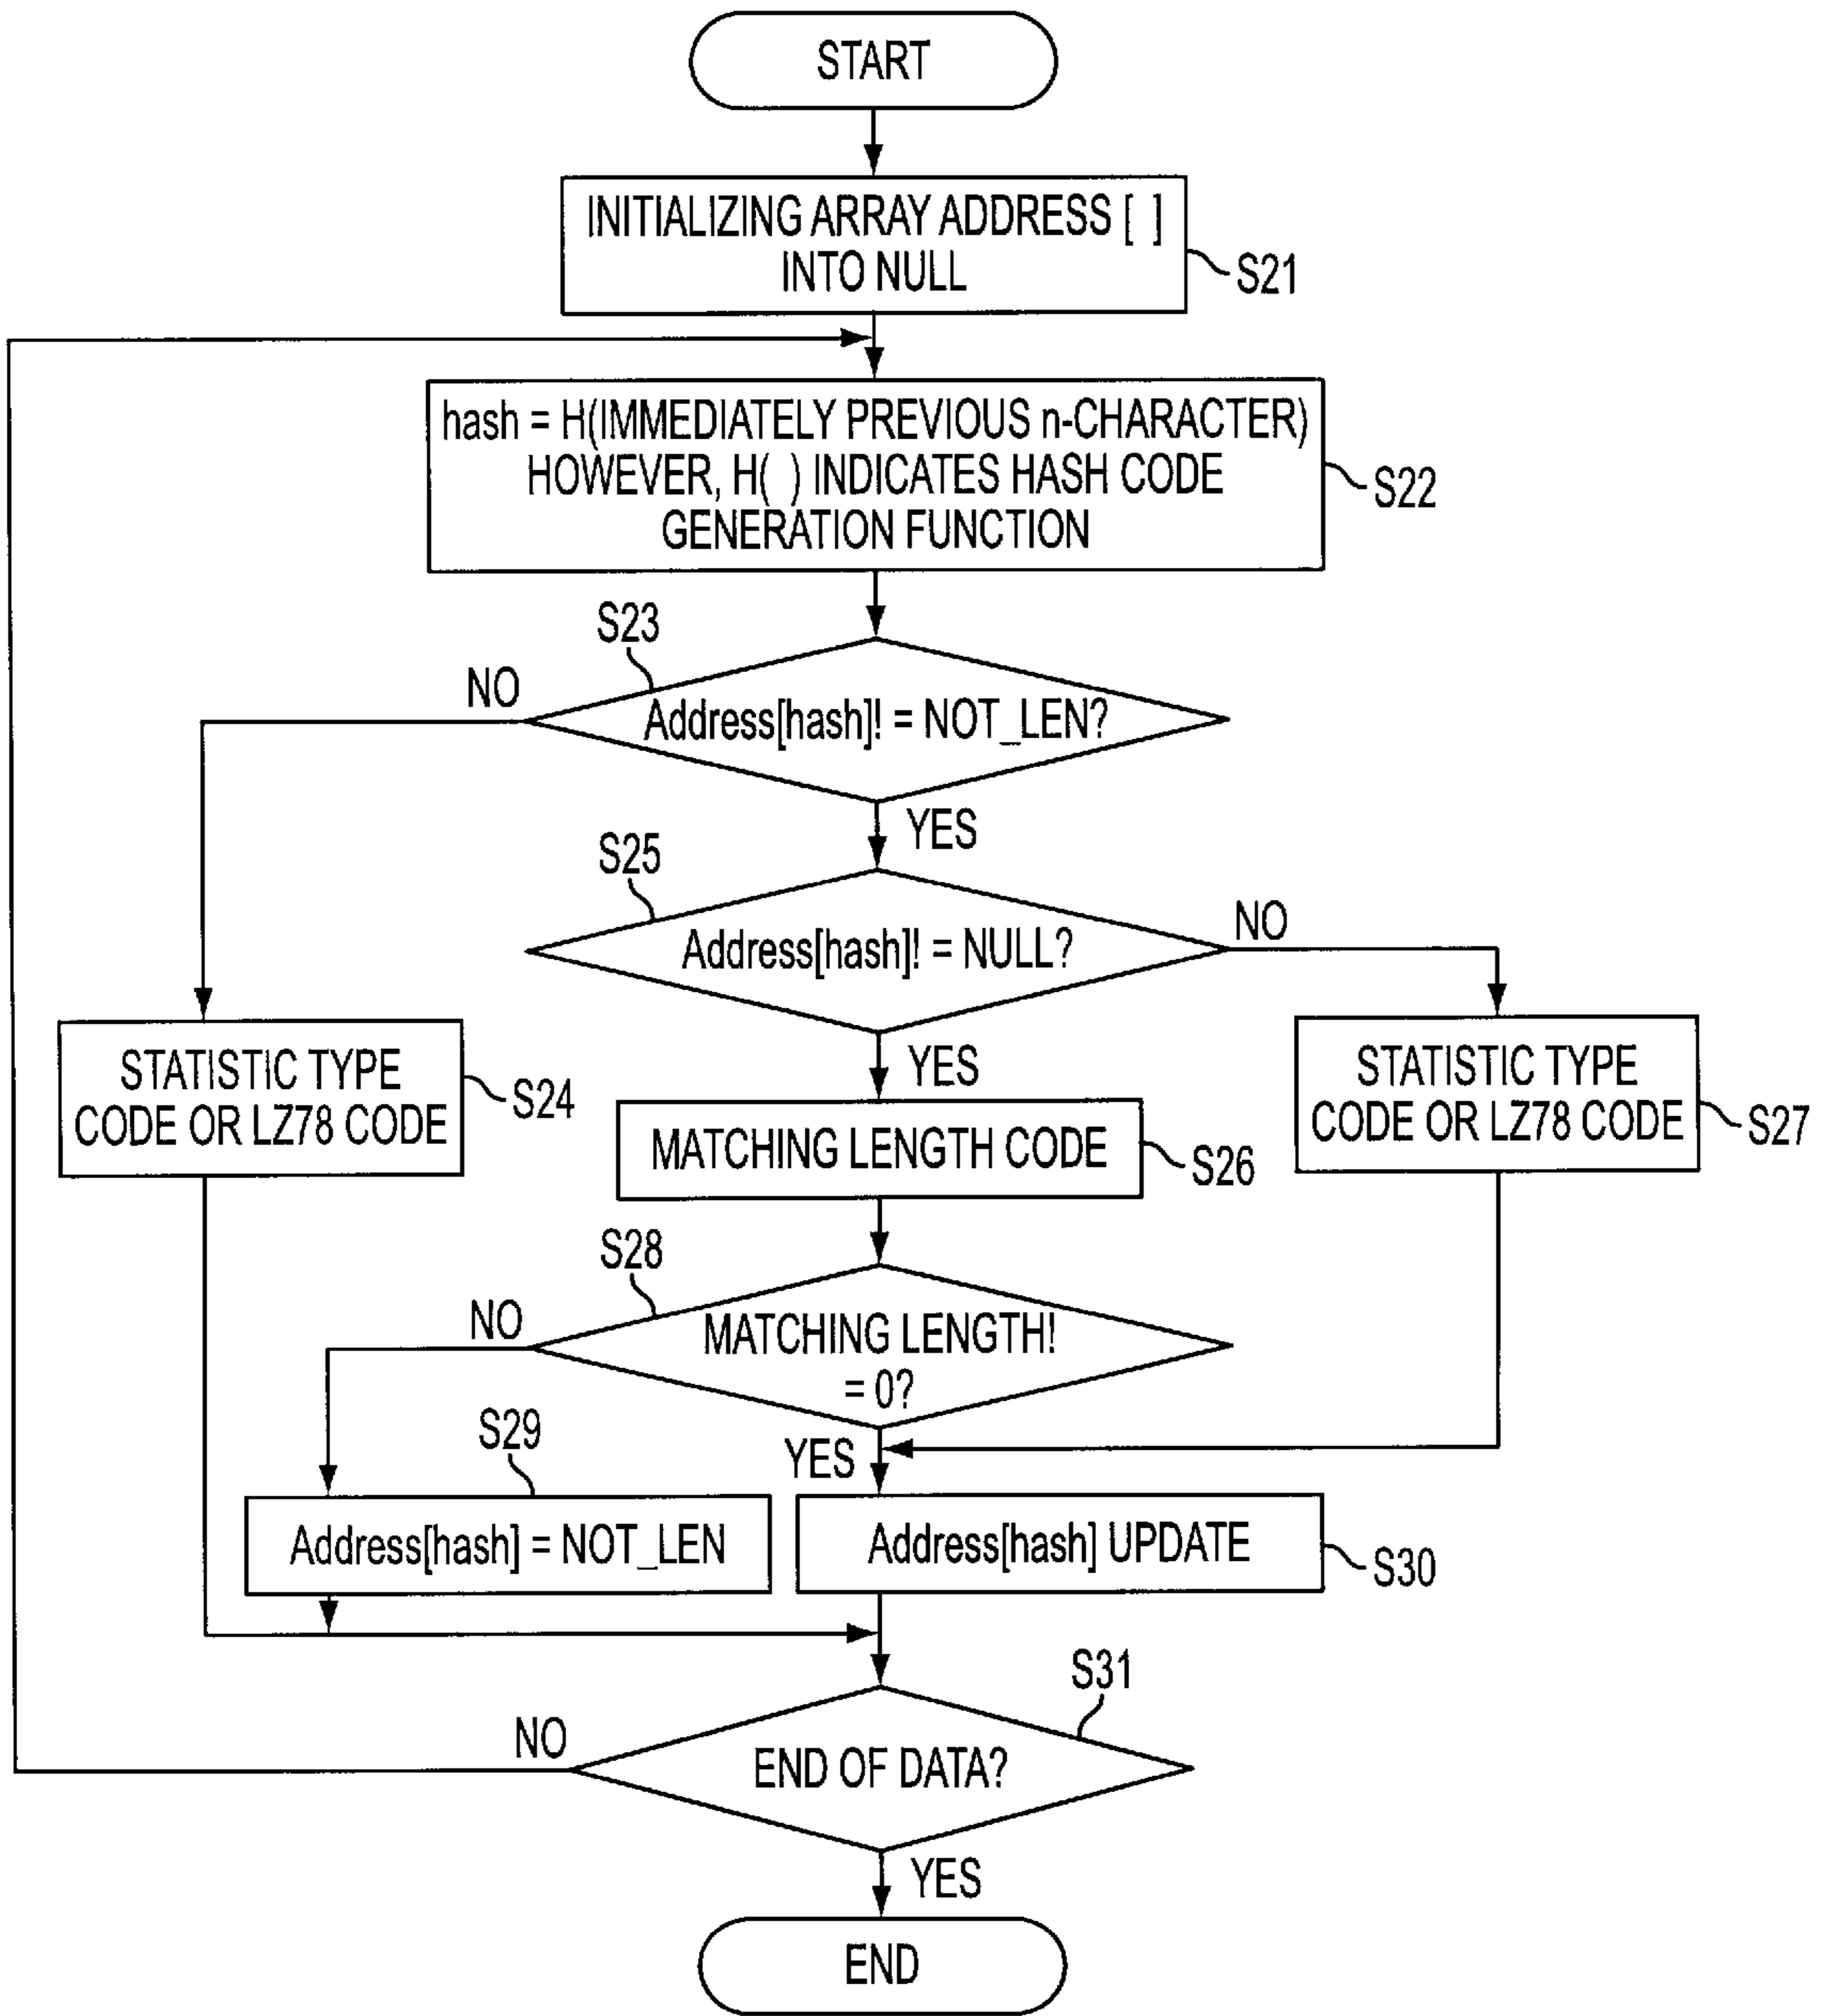 START
INITIALIZING ARRAY ADDRESS [ ]
INTO NULL
S21
hash = H(IMMEDIATELY PREVIOUS n-CHARACTER)
HOWEVER, H( ) INDICATES HASH CODE
GENERATION FUNCTION
S22
S23
NO
Address[hash]! = NOT_LEN?
YES
S25
NO
Address[hash]! = NULL?
YES
STATISTIC TYPE
CODE OR LZ78 CODE
S24
MATCHING LENGTH CODE
S26
STATISTIC TYPE
CODE OR LZ78 CODE
S27
S28
NO
MATCHING LENGTH!
= 0?
YES
S29
Address[hash] = NOT_LEN
Address[hash] UPDATE
S30
S31
NO
END OF DATA?
YES
END